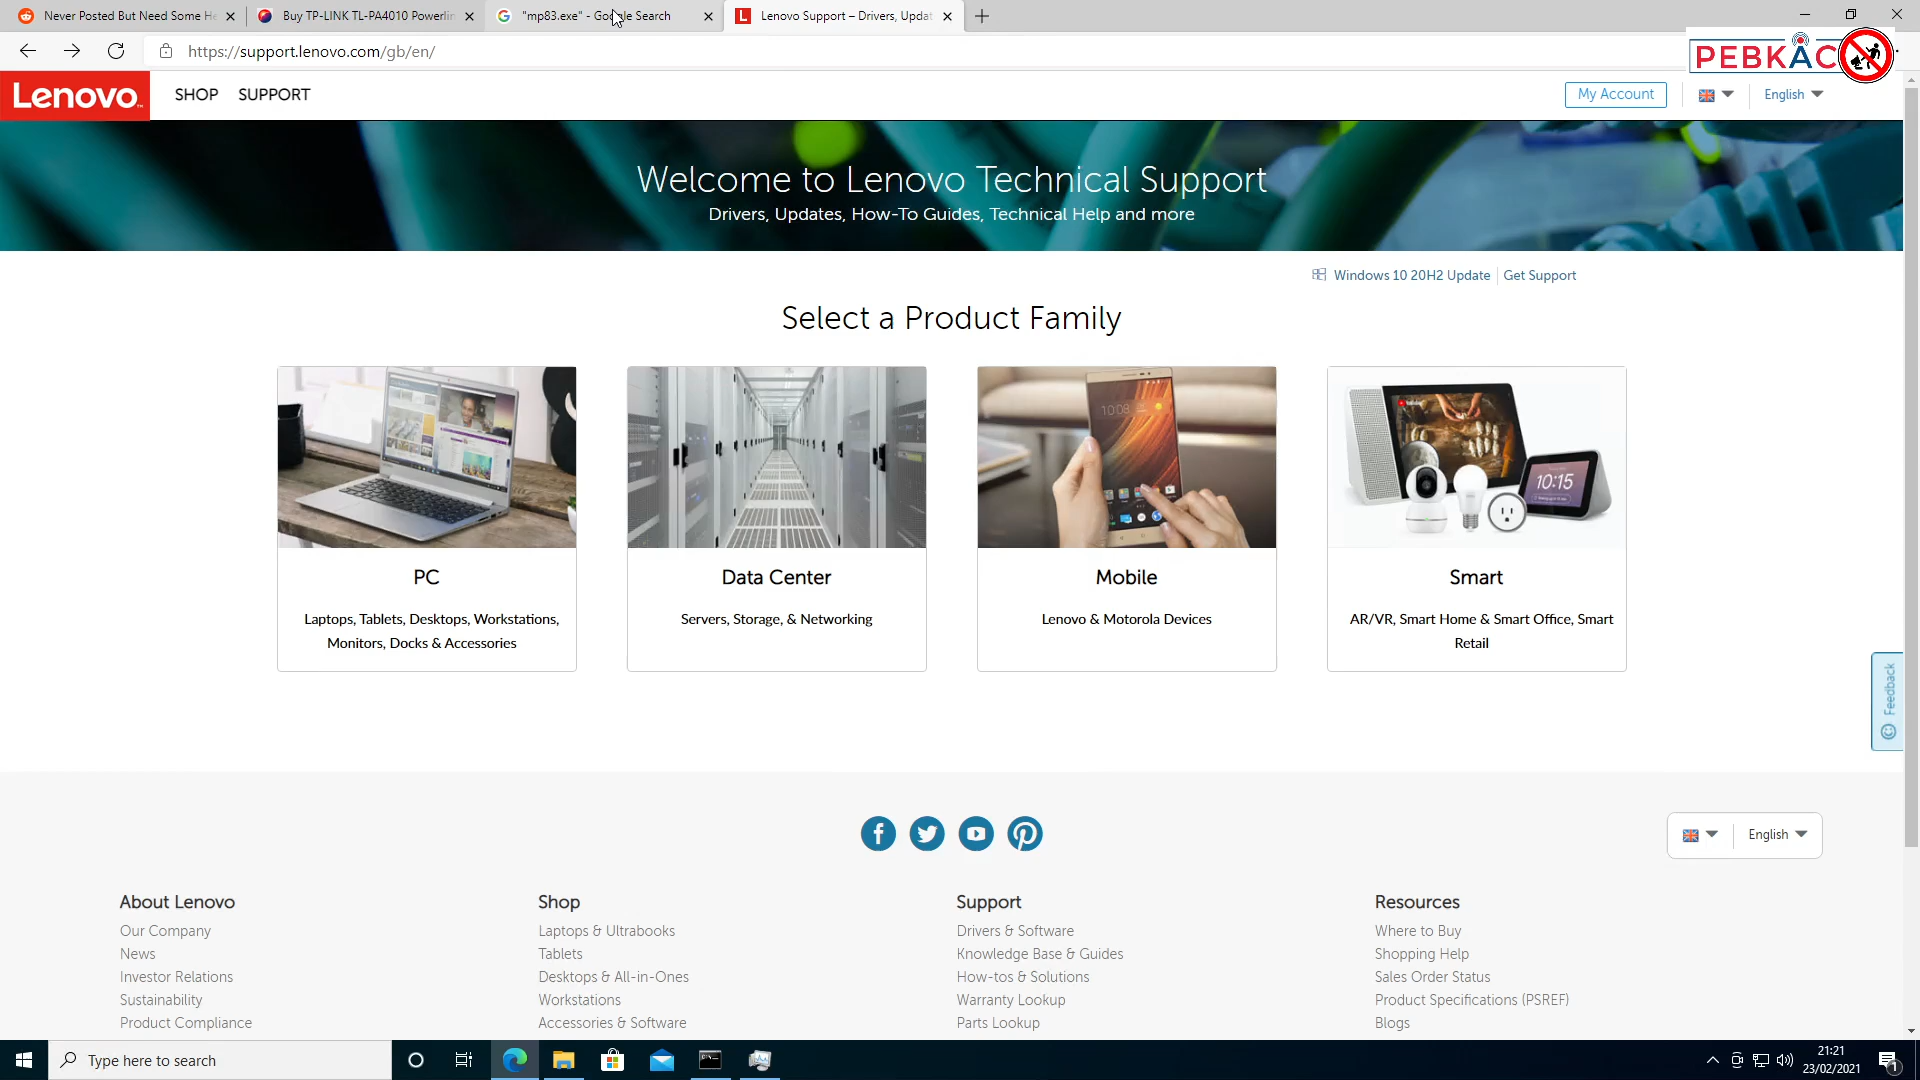 Never Posted But Need Some He
Buy TP-LINK TL-PA4010 Powerlin
"mp83.exe" - Google Search
Lenovo Support – Drivers, Updat
https://support.lenovo.com/gb/en/
PEBKAC
Lenovo
SHOP
SUPPORT
My Account
English
Welcome to Lenovo Technical Support
Drivers, Updates, How-To Guides, Technical Help and more
Windows 10 20H2 Update
Get Support
Select a Product Family
10:08
10:15
PC
Laptops, Tablets, Desktops, Workstations,
Monitors, Docks & Accessories
Data Center
Servers, Storage, & Networking
Mobile
Lenovo & Motorola Devices
Smart
AR/VR, Smart Home & Smart Office, Smart
Retail
Feedback
English
About Lenovo
Our Company
News
Investor Relations
Sustainability
Product Compliance
Shop
Laptops & Ultrabooks
Tablets
Desktops & All-in-Ones
Workstations
Accessories & Software
Support
Drivers & Software
Knowledge Base & Guides
How-tos & Solutions
Warranty Lookup
Parts Lookup
Resources
Where to Buy
Shopping Help
Sales Order Status
Product Specifications (PSREF)
Blogs
Type here to search
21:21
23/02/2021
1